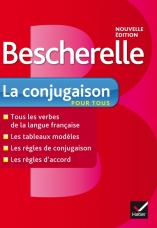 NOUVELLE
ÉDITION
Bescherelle
La conjugaison
POUR TOUS
Tous les verbes
de la langue française
Les tableaux modèles
Les règles de conjugaison
Les règles d'accord
Hatier